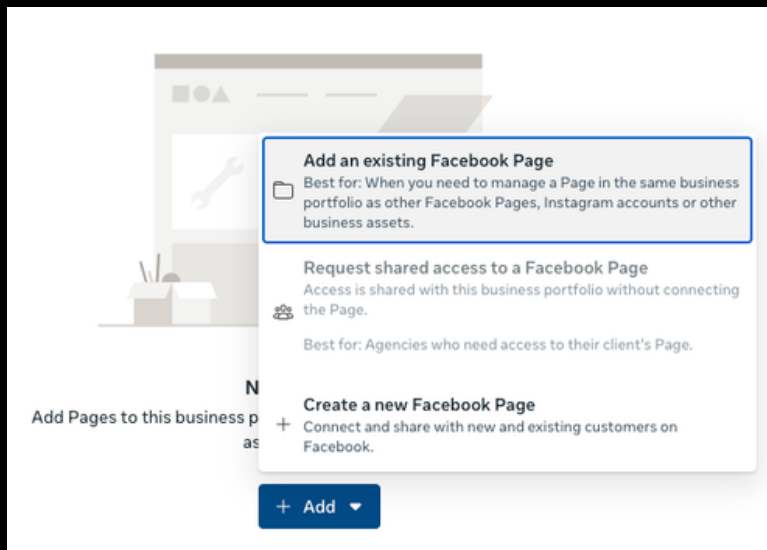 Add an existing Facebook Page
Best for: When you need to manage a Page in the same business
portfolio as other Facebook Pages, Instagram accounts or other
business assets.
Request shared access to a Facebook Page
Access is shared with this business portfolio without connecting
the Page.
Best for: Agencies who need access to their client's Page.
Create a new Facebook Page
Connect and share with new and existing customers on
Facebook.
Add Pages to this business
+ Add